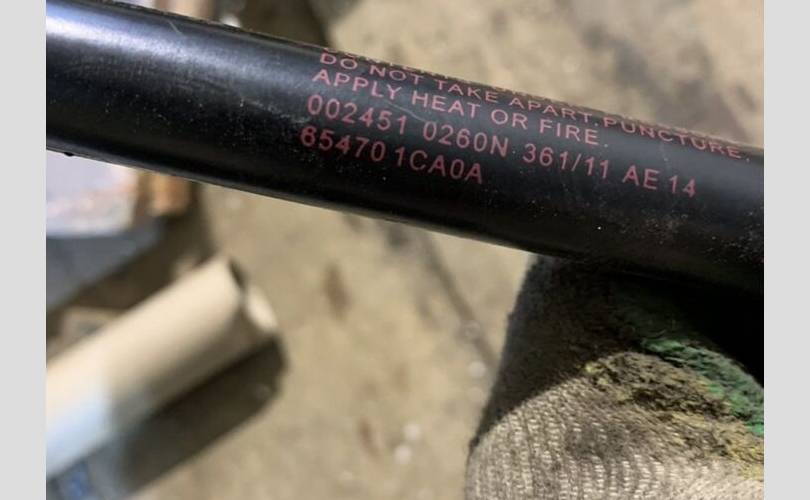 DO NOT TAKE APART. PUNCTURE,
APPLY HEAT OR FIRE.
002451 0260N 361/11 AE 14
65470 1CA0A